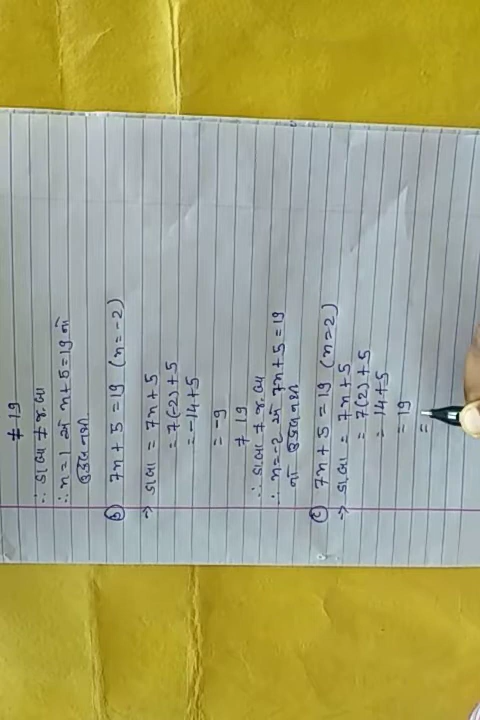 ≠ 19
∴ ડાબા ≠ જ.બા
∴ n = 1 એ n + 5 = 19 નો
ઉકેલ નથી.
(b) 7n + 5 = 19 (n = -2)
→ ડાબા = 7n + 5
= 7(-2) + 5
= -14 + 5
= -9
≠ 19
∴ ડાબા ≠ જ.બા
∴ n = -2 એ 7n + 5 = 19
નો ઉકેલ નથી
(c) 7n + 5 = 19 (n = 2)
→ ડાબા = 7n + 5
= 7(2) + 5
= 14 + 5
= 19
=